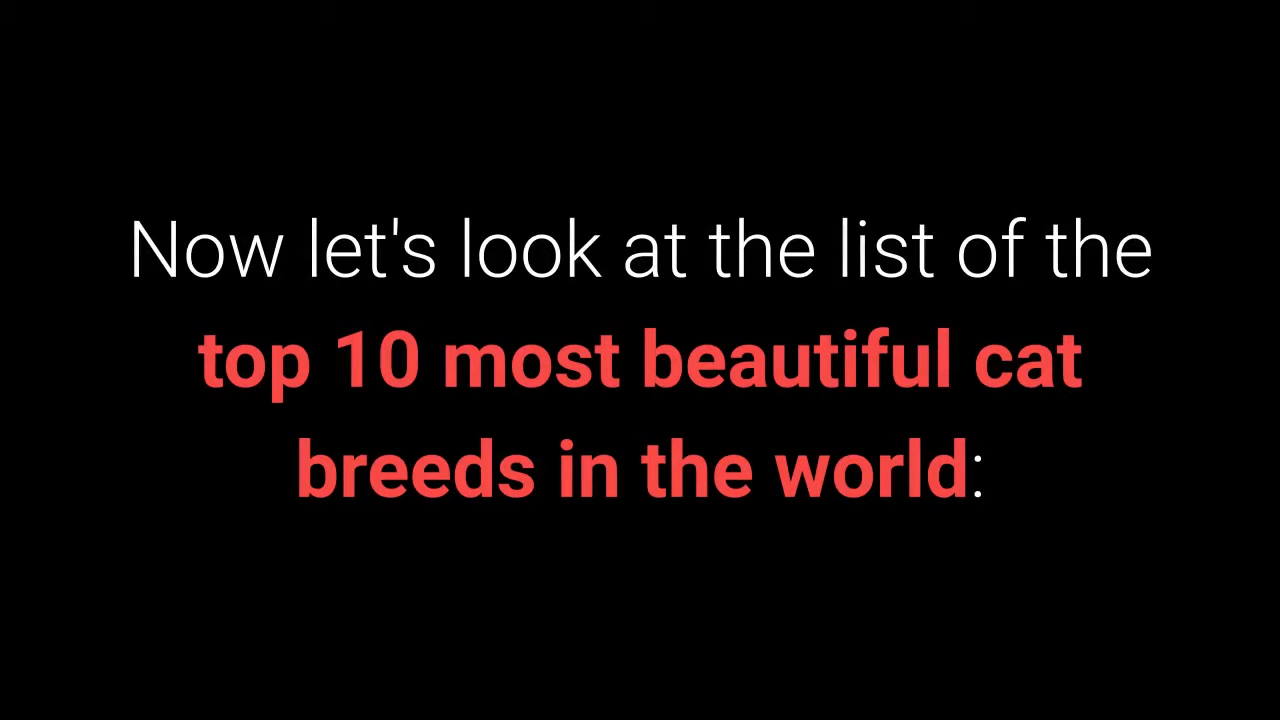 Now let's look at the list of the
top 10 most beautiful cat
breeds in the world: